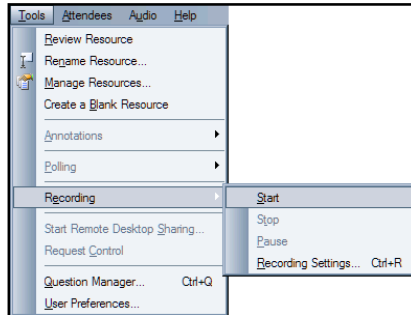 Tools Attendees Audio Help
Review Resource
Rename Resource...
Manage Resources...
Create a Blank Resource
Annotations
Polling
Recording
Start
Stop
Pause
Recording Settings... Ctrl+R
Start Remote Desktop Sharing...
Request Control
Question Manager... Ctrl+Q
User Preferences...